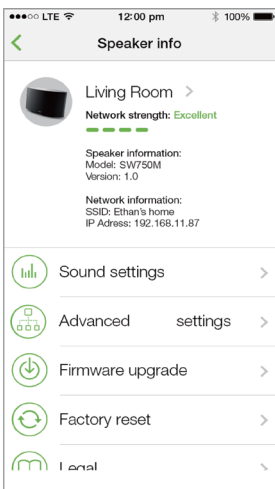 LTE 12:00 pm 100%
Speaker info
Living Room >
Network strength: Excellent
Speaker information:
Model: SW750M
Version: 1.0
Network information:
SSID: Ethan's home
IP Adress: 192.168.11.87
Sound settings
Advanced settings
Firmware upgrade
Factory reset
Legal